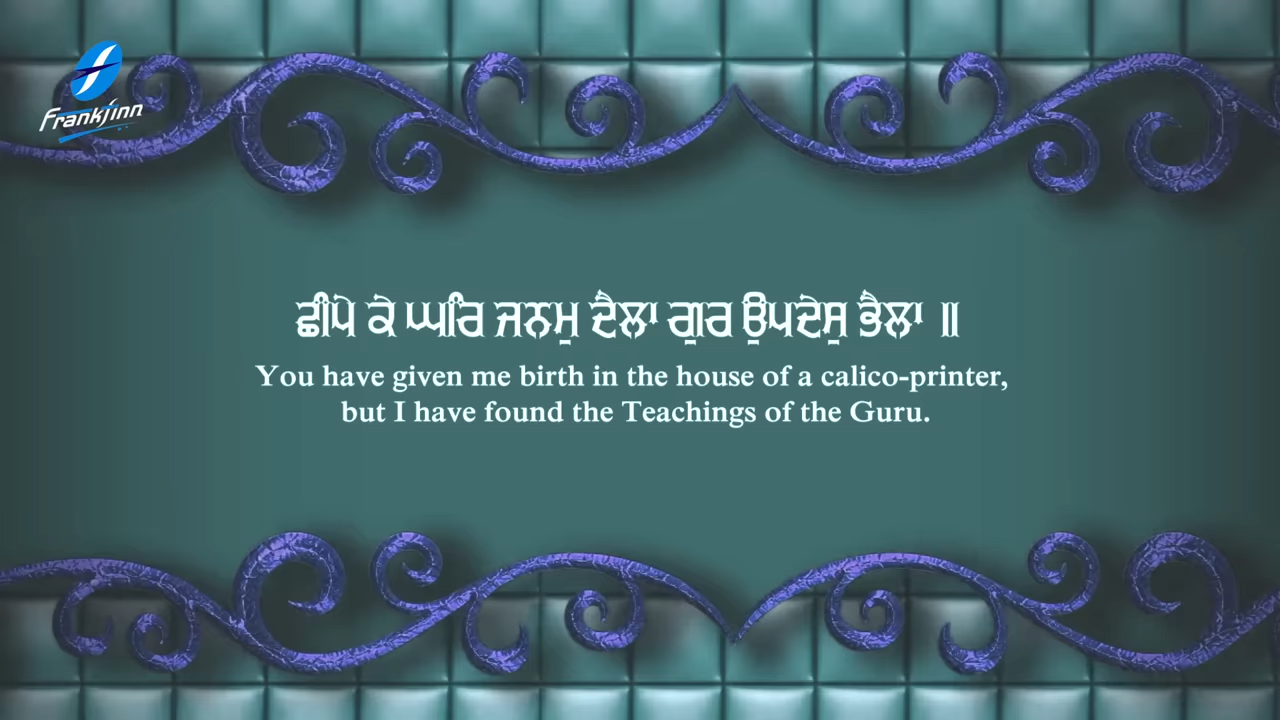 Frankfinn
ਛੀਪੇ ਕੇ ਘਰਿ ਜਨਮੁ ਦੈਲਾ ਗੁਰ ਉਪਦੇਸੁ ਭੈਲਾ ॥
You have given me birth in the house of a calico-printer,
but I have found the Teachings of the Guru.